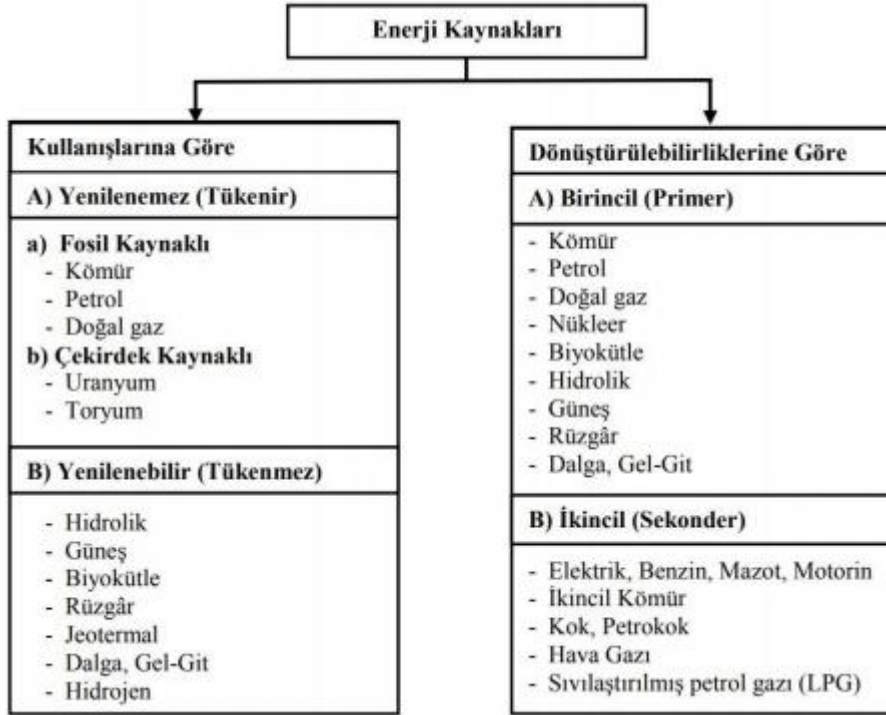 Enerji Kaynakları
Kullanışlarına Göre
A) Yenilenemez (Tükenir)
a) Fosil Kaynaklı
- Kömür
- Petrol
- Doğal gaz
b) Çekirdek Kaynaklı
- Uranyum
- Toryum
B) Yenilenebilir (Tükenmez)
- Hidrolik
- Güneş
- Biyokütle
- Rüzgâr
- Jeotermal
- Dalga, Gel-Git
- Hidrojen
Dönüştürülebilirliklerine Göre
A) Birincil (Primer)
- Kömür
- Petrol
- Doğal gaz
- Nükleer
- Biyokütle
- Hidrolik
- Güneş
- Rüzgâr
- Dalga, Gel-Git
B) İkincil (Sekonder)
- Elektrik, Benzin, Mazot, Motorin
- İkincil Kömür
- Kok, Petrokok
- Hava Gazı
- Sıvılaştırılmış petrol gazı (LPG)